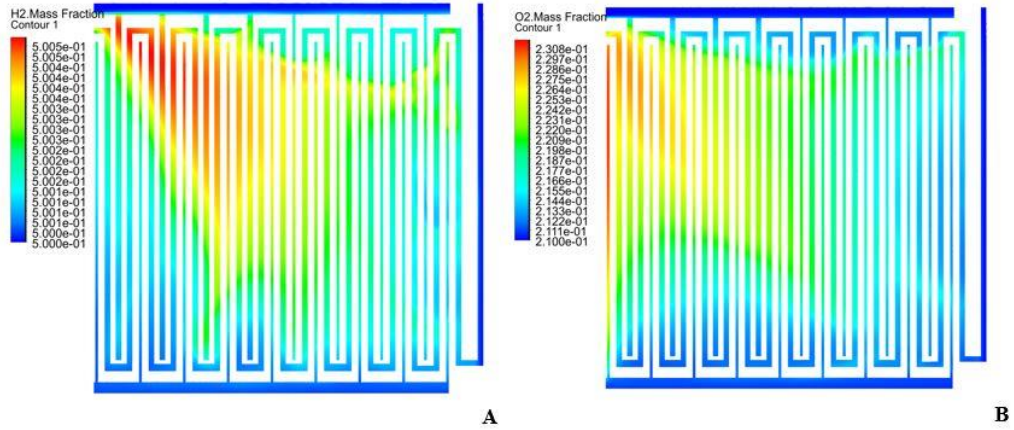 H2.Mass Fraction
Contour 1
5.005e-01
5.005e-01
5.004e-01
5.004e-01
5.004e-01
5.004e-01
5.003e-01
5.003e-01
5.003e-01
5.003e-01
5.002e-01
5.002e-01
5.002e-01
5.002e-01
5.001e-01
5.001e-01
5.001e-01
5.000e-01
5.001e-01
5.000e-01
A
O2.Mass Fraction
Contour 1
2.308e-01
2.297e-01
2.286e-01
2.275e-01
2.264e-01
2.253e-01
2.242e-01
2.231e-01
2.220e-01
2.209e-01
2.198e-01
2.187e-01
2.177e-01
2.166e-01
2.155e-01
2.144e-01
2.133e-01
2.122e-01
2.111e-01
2.100e-01
B